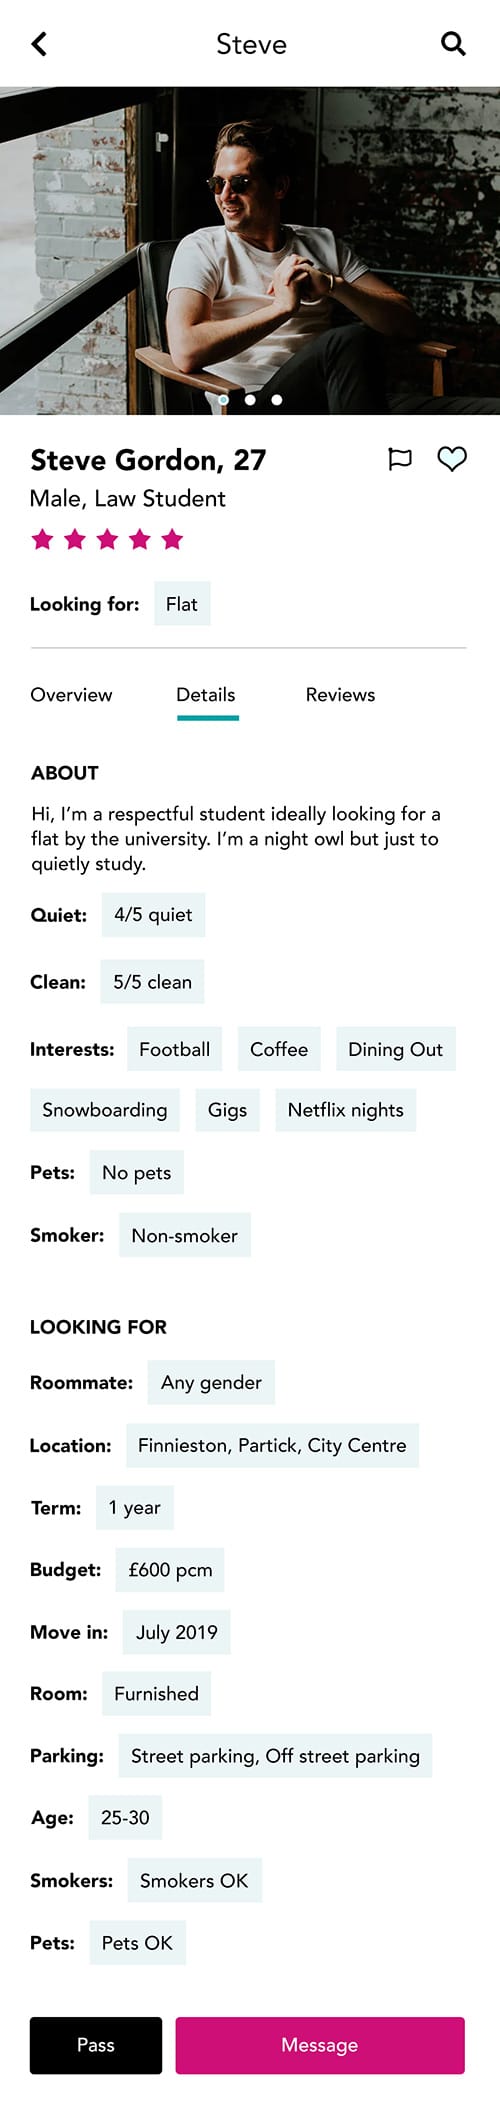 Steve
Steve Gordon, 27
Male, Law Student
Looking for: Flat
Overview Details Reviews
ABOUT
Hi, I'm a respectful student ideally looking for a
flat by the university. I'm a night owl but just to
quietly study.
Quiet: 4/5 quiet
Clean: 5/5 clean
Interests: Football Coffee Dining Out
Snowboarding Gigs Netflix nights
Pets: No pets
Smoker: Non-smoker
LOOKING FOR
Roommate: Any gender
Location: Finnieston, Partick, City Centre
Term: 1 year
Budget: £600 pcm
Move in: July 2019
Room: Furnished
Parking: Street parking, Off street parking
Age: 25-30
Smokers: Smokers OK
Pets: Pets OK
Pass Message